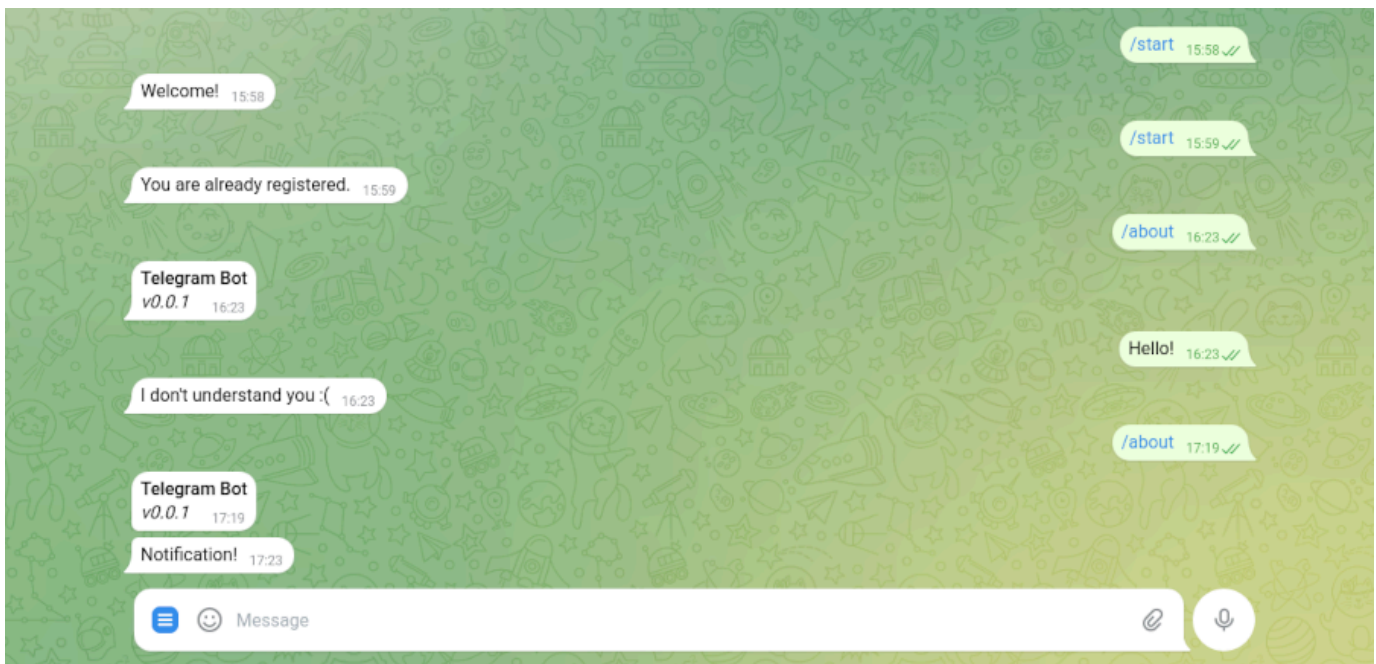 /start 15:58
Welcome! 15:58
/start 15:59
You are already registered. 15:59
/about 16:23
Telegram Bot
v0.0.1 16:23
Hello! 16:23
I don't understand you :( 16:23
/about 17:19
Telegram Bot
v0.0.1 17:19
Notification! 17:23
Message